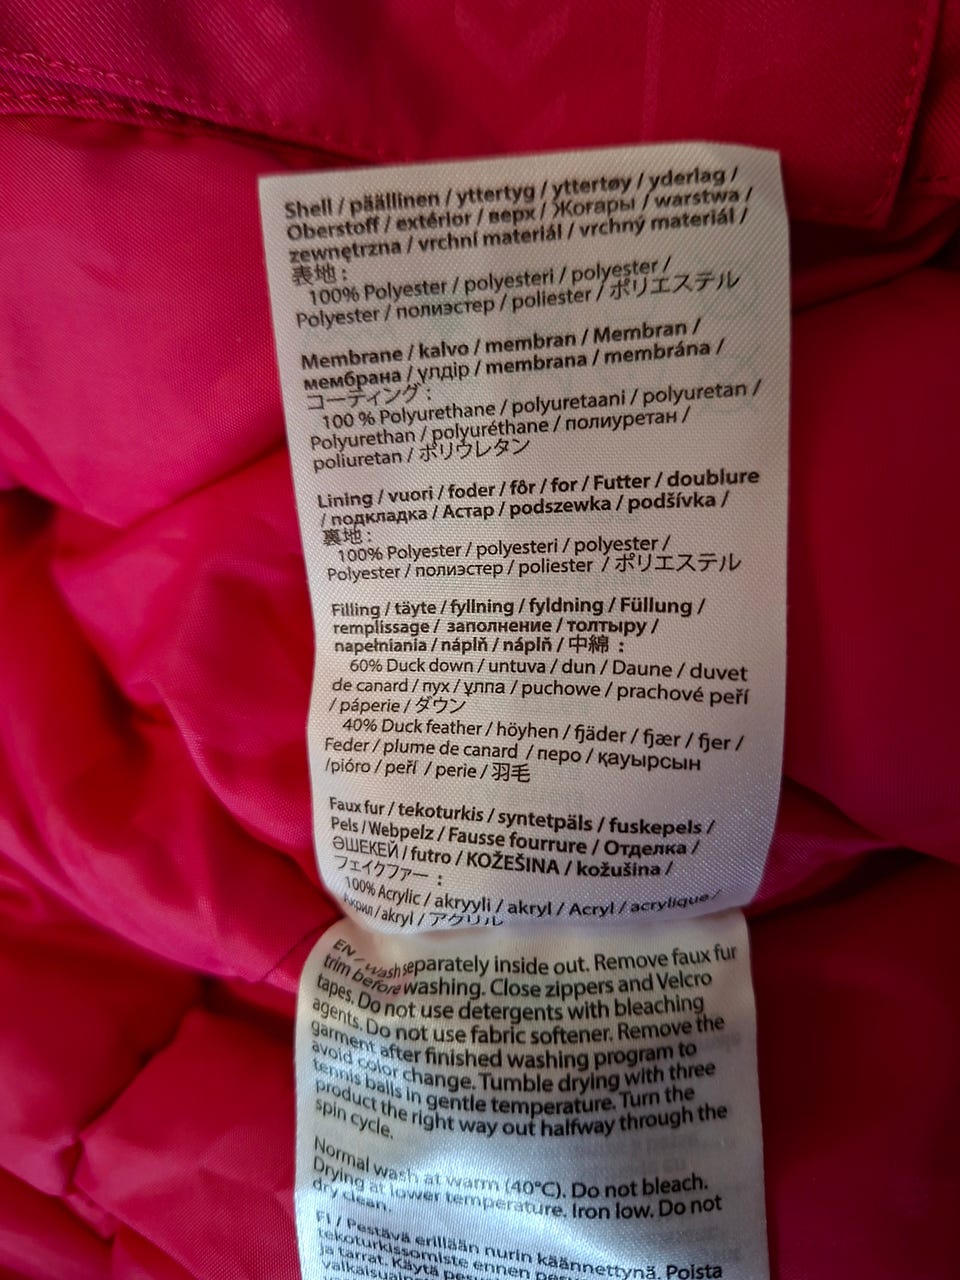 Shell / päällinen / yttertyg / yttertøy / yderlag /
Oberstoff / extérior / верх / Жоғары / warstwa /
zewnętrzna / vrchní materiál / vrchný materiál /
表地 :
100% Polyester / polyesteri / polyester /
Polyester / полиэстер / poliester / ポリエステル
Membrane / kalvo / membran / Membran /
мембрана / үлдір / membrana / membrána /
コーティング :
100 % Polyurethane / polyuretaani / polyuretan /
Polyurethan / polyuréthane / полиуретан /
poliuretan / ポリウレタン
Lining / vuori / foder / fôr / for / Futter / doublure
/ подкладка / Астар / podszewka / podšívka /
裏地 :
100% Polyester / polyesteri / polyester /
Polyester / полиэстер / poliester / ポリエステル
Filling / täyte / fyllning / fyldning / Füllung /
remplissage / заполнение / толтыру /
napełniania / náplň / náplň / 中綿 :
60% Duck down / untuva / dun / Daune / duvet
de canard / пух / ұлпа / puchowe / prachové peří
/ páperie / ダウン
40% Duck feather / höyhen / fjäder / fjær / fjer /
Feder / plume de canard / перо / қауырсын
/pióro / peří / perie / 羽毛
Faux fur / tekoturkis / syntetpäls / fuskepels /
Pels / Webpelz / Fausse fourrure / Отделка /
ӘШЕКЕЙ / futro / KOŽEŠINA / kožušina /
フェイクファー :
100% Acrylic / akryyli / akryl / Acryl / acrylique /
Акрил / akryl / アクリル
EN / Wash separately inside out. Remove faux fur
trim before washing. Close zippers and Velcro
tapes. Do not use detergents with bleaching
agents. Do not use fabric softener. Remove the
garment after finished washing program to
avoid color change. Tumble drying with three
tennis balls in gentle temperature. Turn the
product the right way out halfway through the
spin cycle.
Normal wash at warm (40°C). Do not bleach.
Drying at lower temperature. Iron low. Do not
dry clean.
FI / Pestävä erillään nurin käännettynä. Poista
tekoturkissomiste ennen pesua.
ja tarrat. Käytä